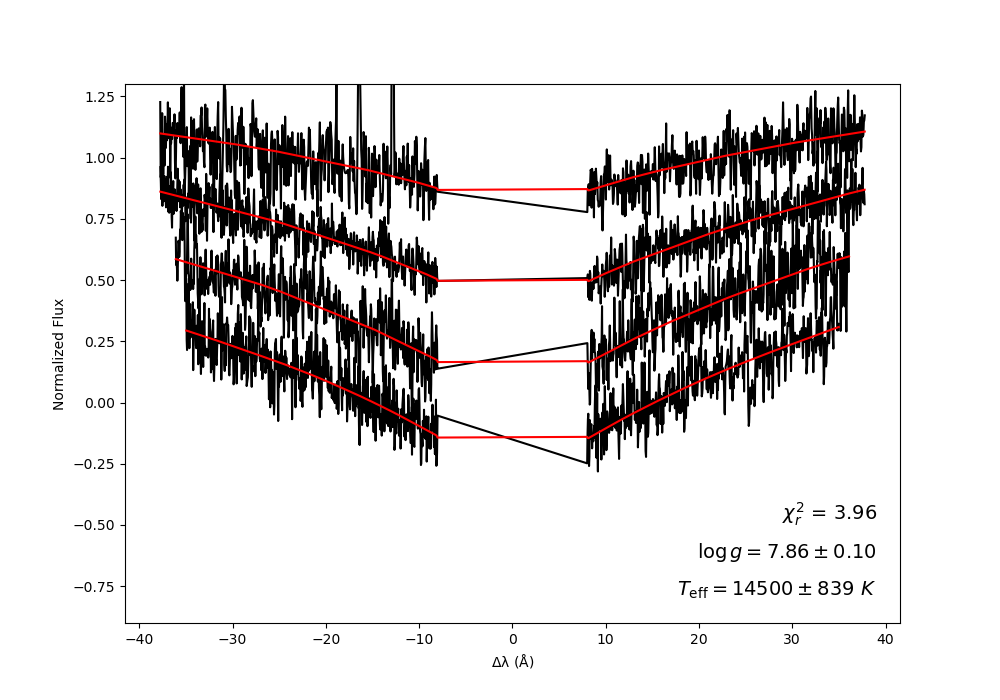 1.25
1.00
0.75
0.50
0.25
0.00
−0.25
−0.50
−0.75
Normalized Flux
χ²ᵣ = 3.96
log g = 7.86 ± 0.10
T_eff = 14500 ± 839 K
−40 −30 −20 −10 0 10 20 30 40
Δλ (Å)